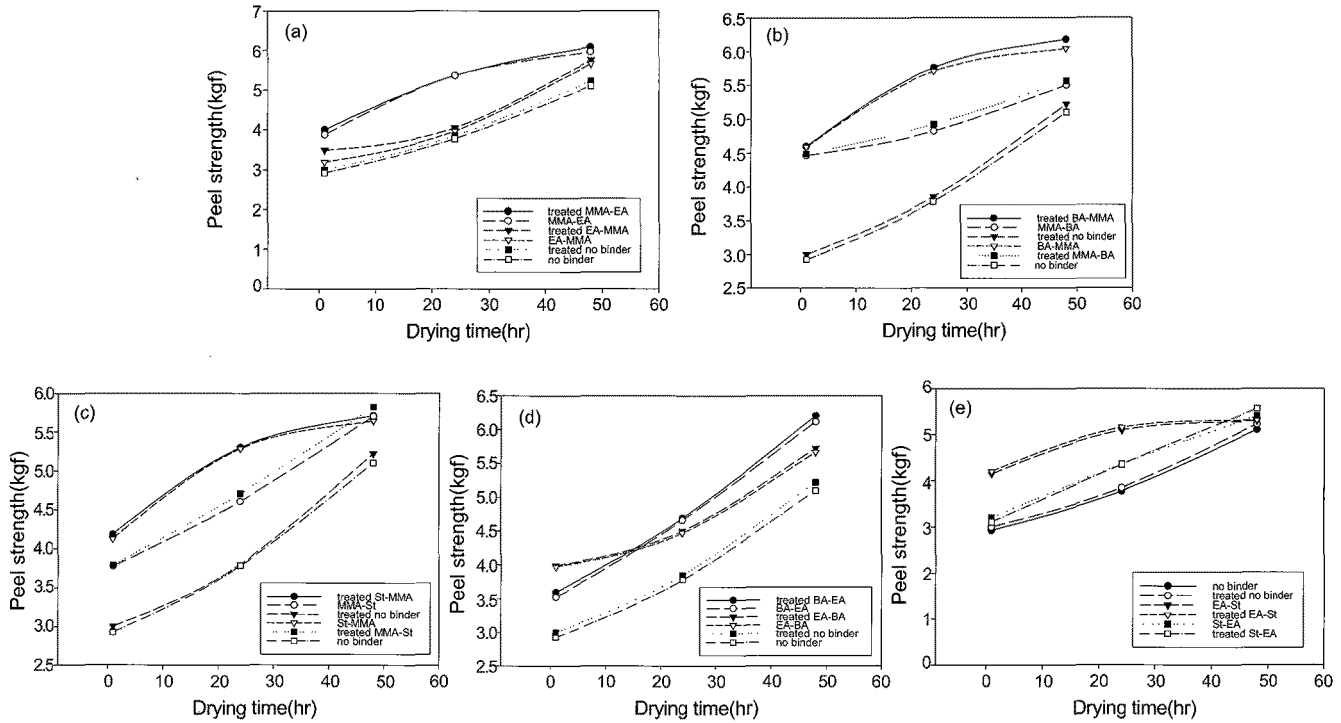 (a)
Peel strength(kgf)
7
6
5
4
3
2
1
0
treated MMA-EA
MMA-EA
treated EA-MMA
EA-MMA
treated no binder
no binder
0 10 20 30 40 50 60
Drying time(hr)
(b)
Peel strength(kgf)
6.5
6.0
5.5
5.0
4.5
4.0
3.5
3.0
2.5
treated BA-MMA
MMA-BA
treated no binder
BA-MMA
treated MMA-BA
no binder
0 10 20 30 40 50 60
Drying time(hr)
(c)
Peel strength(kgf)
6.0
5.5
5.0
4.5
4.0
3.5
3.0
2.5
treated St-MMA
MMA-St
treated no binder
St-MMA
treated MMA-St
no binder
0 10 20 30 40 50 60
Drying time(hr)
(d)
Peel strength(kgf)
6.5
6.0
5.5
5.0
4.5
4.0
3.5
3.0
2.5
treated BA-EA
BA-EA
treated EA-BA
EA-BA
treated no binder
no binder
0 10 20 30 40 50 60
Drying time(hr)
(e)
Peel strength(kgf)
6
5
4
3
2
1
0
no binder
treated no binder
EA-St
treated EA-St
St-EA
treated St-EA
0 10 20 30 40 50 60
Drying time(hr)